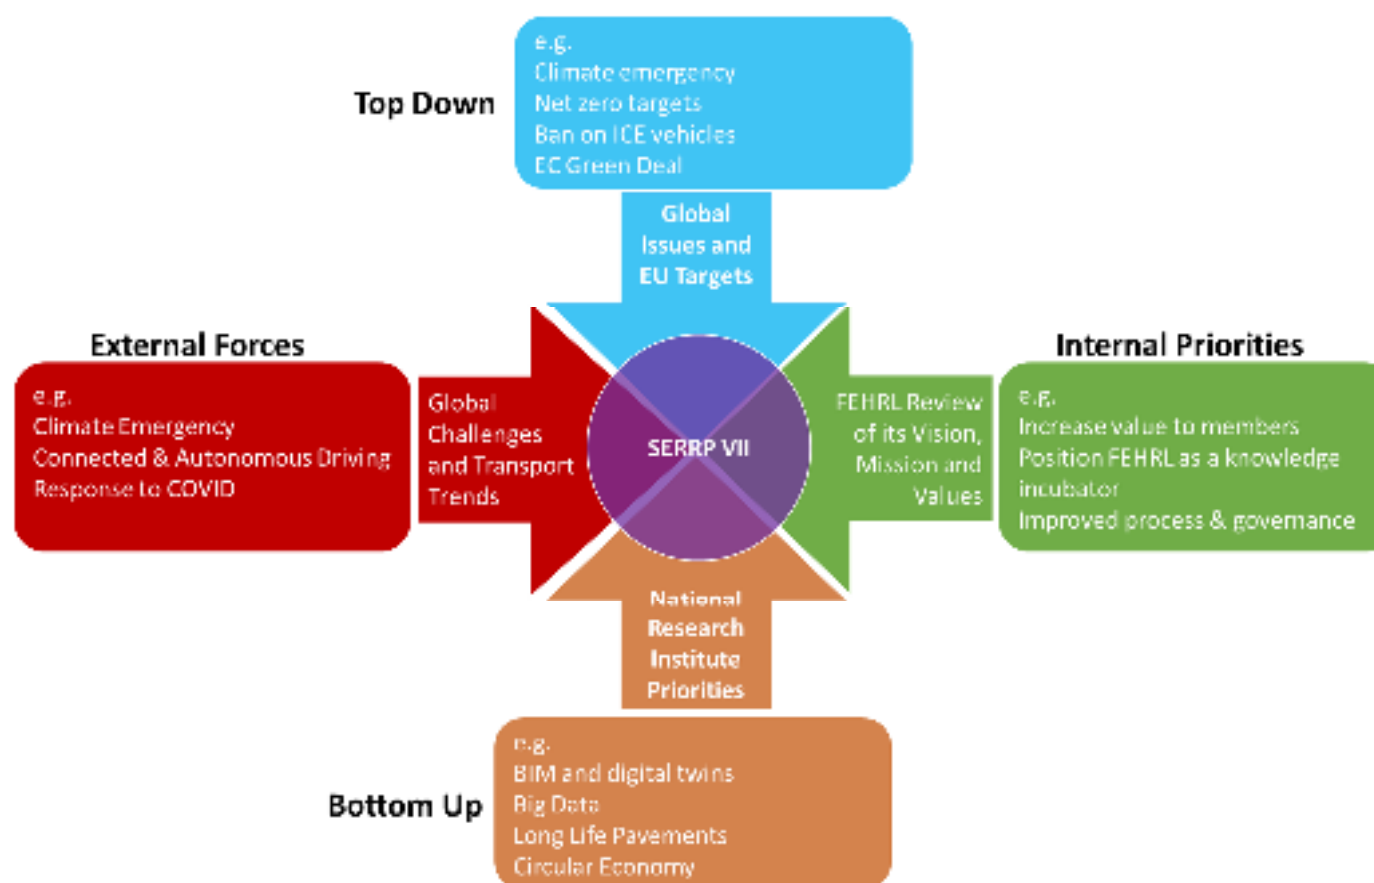 Top Down
e.g.
Climate emergency
Net zero targets
Ban on ICE vehicles
EC Green Deal
Global
Issues and
EU Targets
External Forces
e.g.
Climate Emergency
Connected & Autonomous Driving
Response to COVID
Global
Challenges
and Transport
Trends
SERRP VII
FEHRL Review
of its Vision,
Mission and
Values
Internal Priorities
e.g.
Increase value to members
Position FEHRL as a knowledge
incubator
Improved process & governance
National
Research
Institute
Priorities
Bottom Up
e.g.
BIM and digital twins
Big Data
Long Life Pavements
Circular Economy